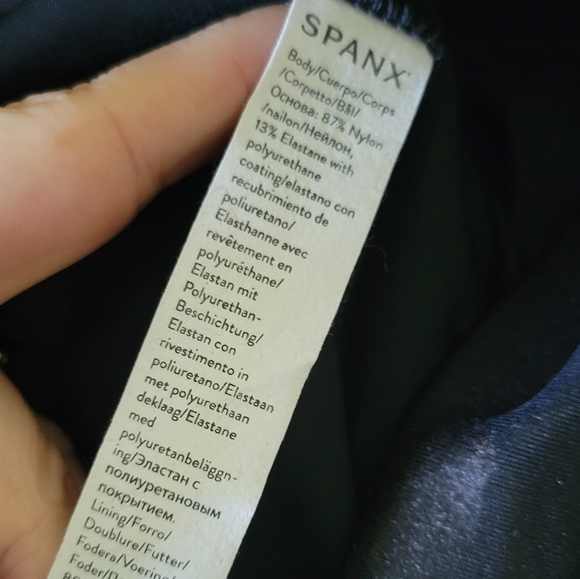 SPANX
Body/Cuerpo/Corps
/Corpetto/Bål/
Основа: 87% Nylon
/nailon/Нейлон,
13% Elastane with
polyurethane
coating/elastano con
recubrimiento de
poliuretano/
Elasthanne avec
revêtement en
polyuréthane/
Elastan mit
Polyurethan-
Beschichtung/
Elastan con
rivestimento in
poliuretano/Elastaan
met polyurethaan
deklaag/Elastane
med
polyuretanbeläggn-
ing/Эластан с
полиуретановым
покрытием.
Lining/Forro/
Doublure/Futter/
Fodera/Voering/
Foder/